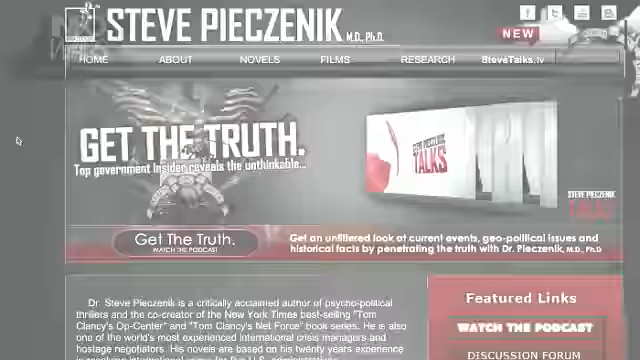 STEVE PIECZENIK M.D., Ph.D.
NEW
HOME ABOUT NOVELS FILMS RESEARCH SteveTalks.tv
GET THE TRUTH.
Top government insider reveals the unthinkable...
STEVE PIECZENIK
TALKS
STEVE PIECZENIK
TALKS
Get The Truth.
WATCH THE PODCAST
Get an unfiltered look at current events, geo-political issues and
historical facts by penetrating the truth with Dr. Pieczenik, M.D., Ph.D
Dr. Steve Pieczenik is a critically acclaimed author of psycho-political
thrillers and the co-creator of the New York Times best-selling "Tom
Clancy's Op-Center" and "Tom Clancy's Net Force" book series. He is also
one of the world's most experienced international crisis managers and
hostage negotiators. His novels are based on his twenty years experience
Featured Links
WATCH THE PODCAST
DISCUSSION FORUM